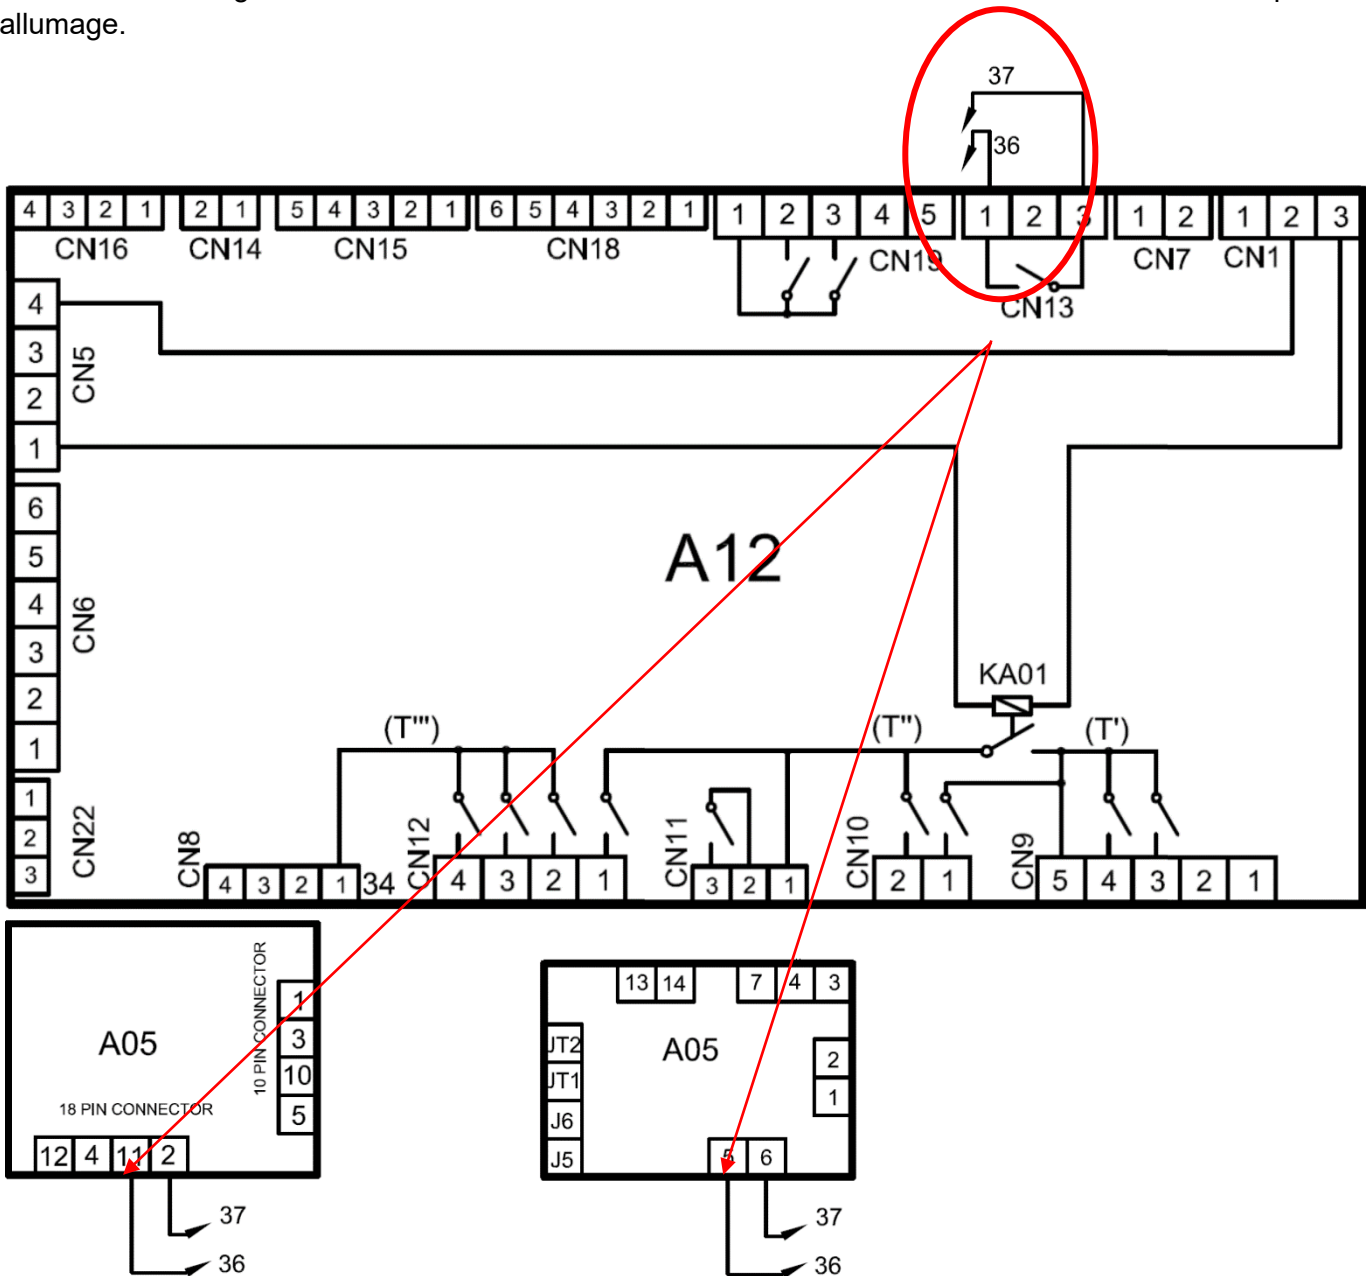 allumage.
37
36
4 3 2 1 2 1 5 4 3 2 1 6 5 4 3 2 1 1 2 3 4 5 1 2 3 1 2 1 2 3
CN16 CN14 CN15 CN18 CN19 CN13 CN7 CN1
4
3
2
1
CN5
6
5
4
3
2
1
CN6
A12
KA01
(T''') (T'') (T')
1
2
3
CN22
CN8 CN12 CN11 CN10 CN9
4 3 2 1 34 4 3 2 1 3 2 1 2 1 5 4 3 2 1
A05
10 PIN CONNECTOR
1
3
10
5
18 PIN CONNECTOR
12 4 11 2
37
36
13 14 7 4 3
A05
JT2
JT1
J6
J5
2
1
5 6
37
36